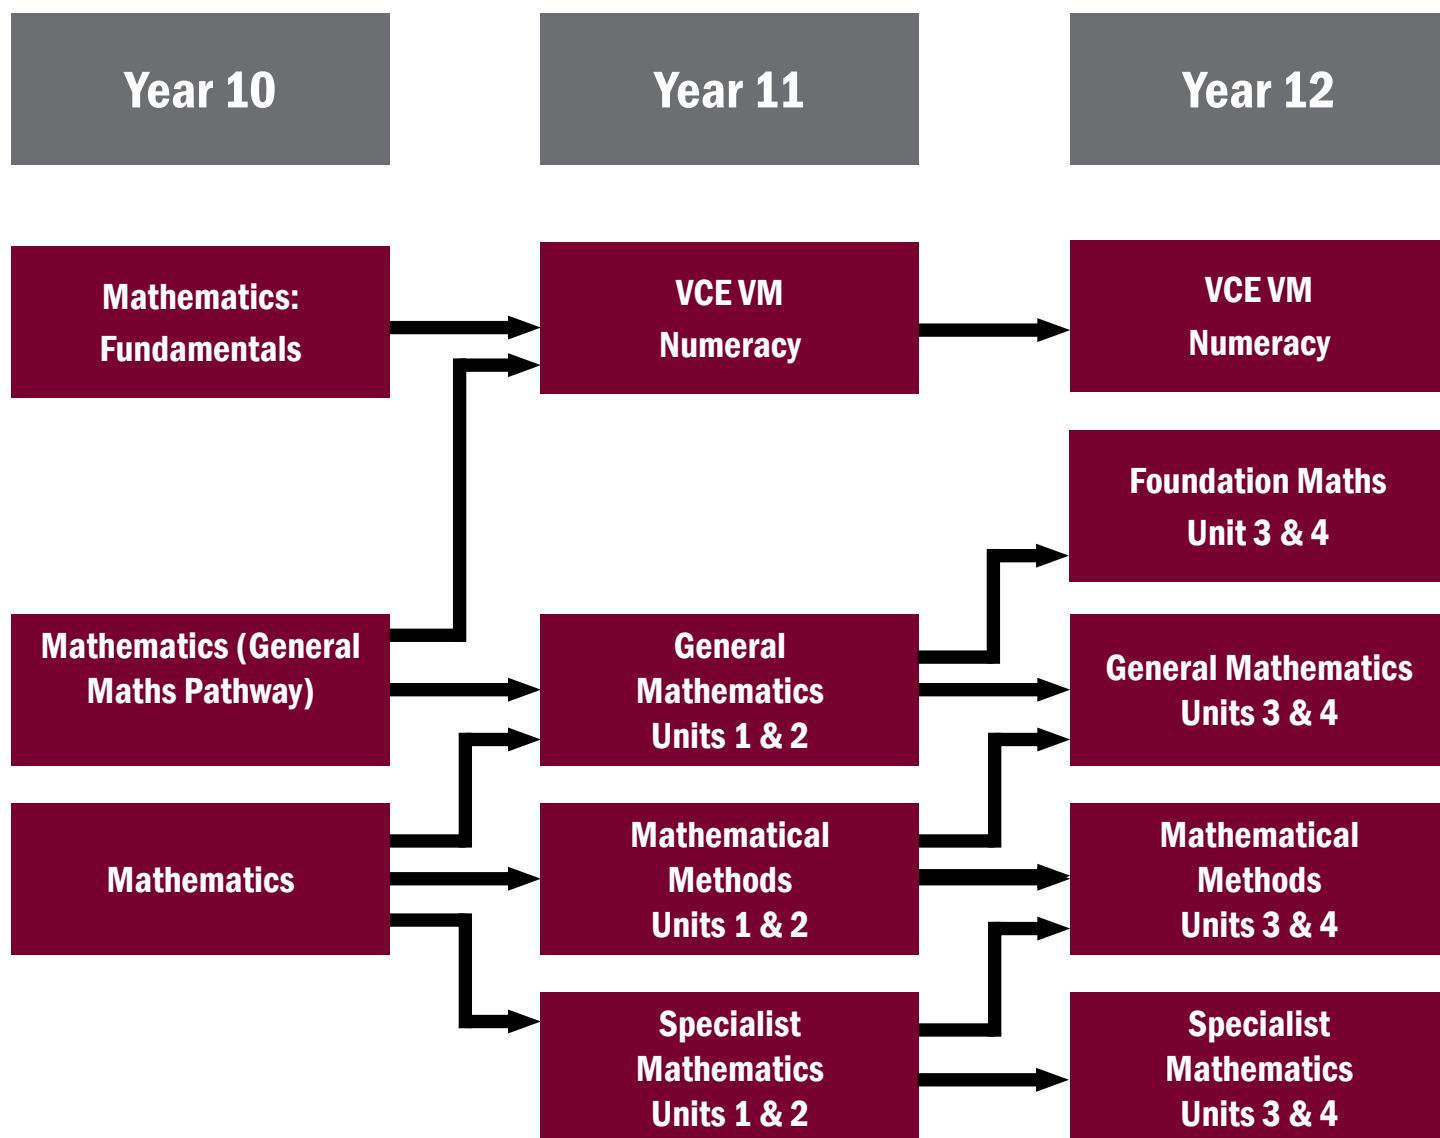 Year 10
Year 11
Year 12
Mathematics:
Fundamentals
VCE VM
Numeracy
VCE VM
Numeracy
Foundation Maths
Unit 3 & 4
Mathematics (General
Maths Pathway)
General
Mathematics
Units 1 & 2
General Mathematics
Units 3 & 4
Mathematics
Mathematical
Methods
Units 1 & 2
Mathematical
Methods
Units 3 & 4
Specialist
Mathematics
Units 1 & 2
Specialist
Mathematics
Units 3 & 4